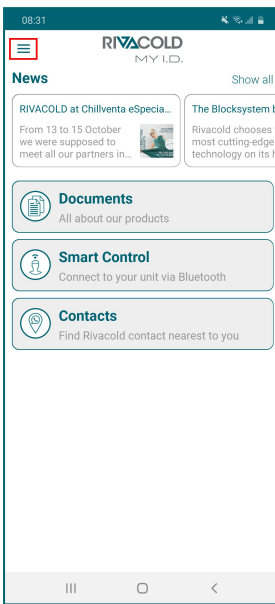 08:31
RIVACOLD
MY I.D.
News
Show all
RIVACOLD at Chillventa eSpecia...
From 13 to 15 October
we were supposed to
meet all our partners in...
The Blocksystem b
Rivacold chooses
most cutting-edge
technology on its h
Documents
All about our products
Smart Control
Connect to your unit via Bluetooth
Contacts
Find Rivacold contact nearest to you